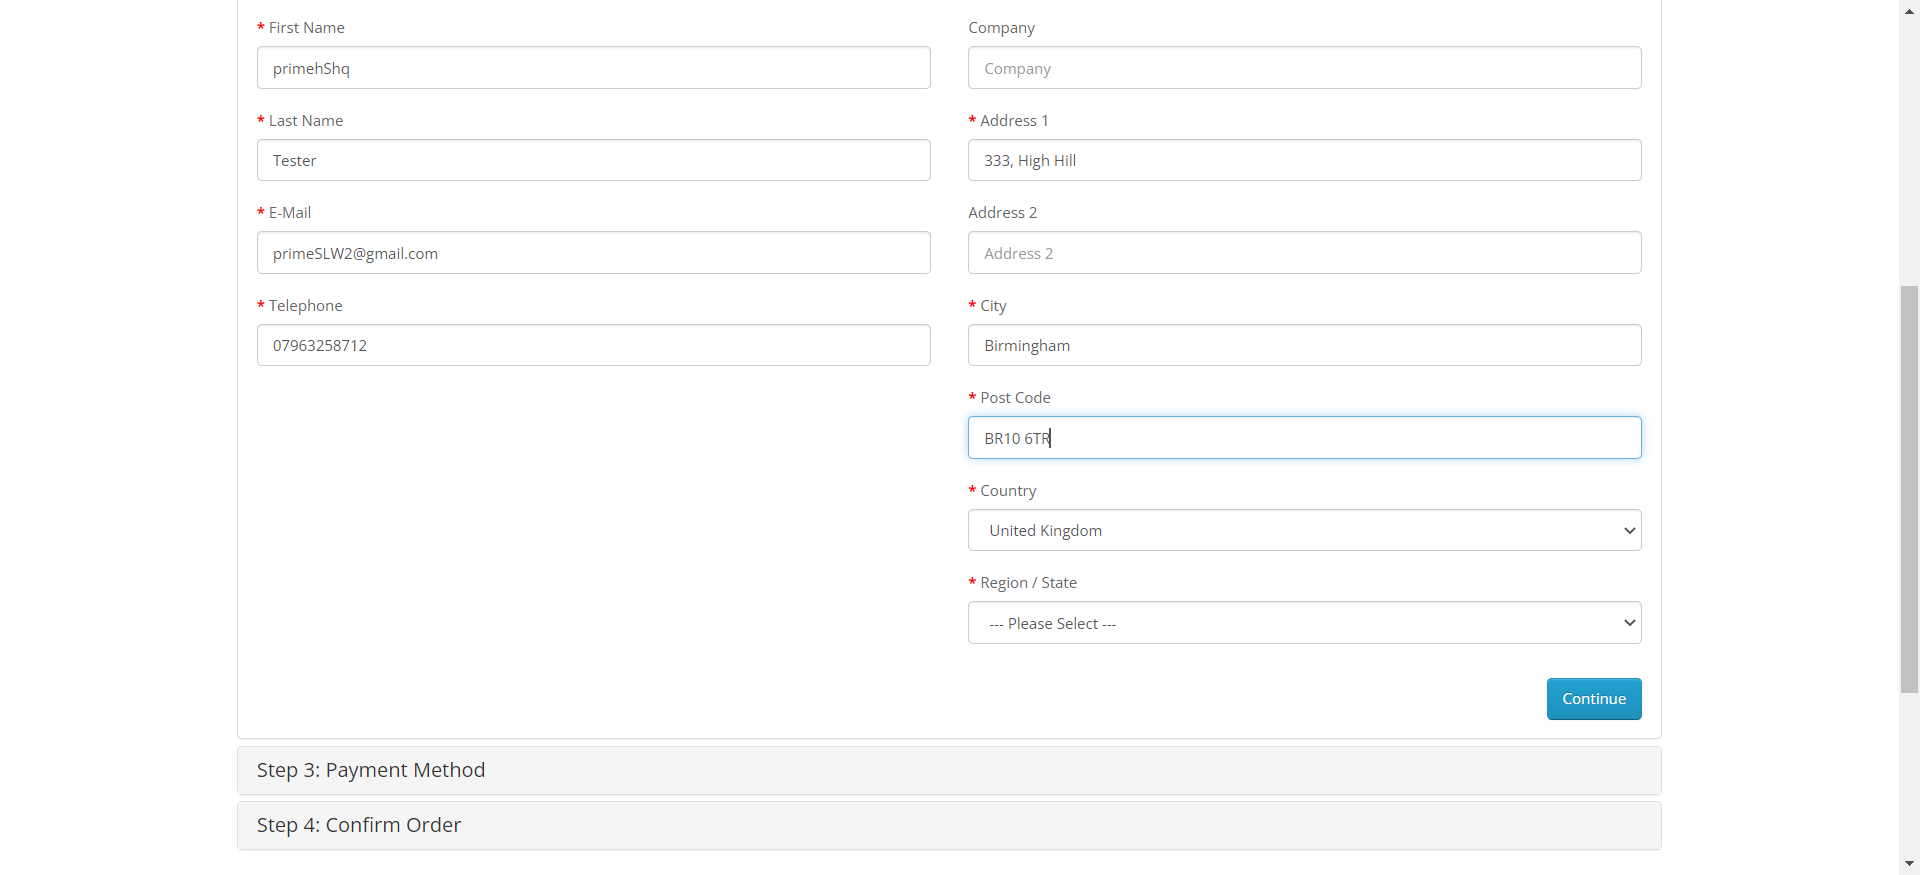 * First Name
primehShq
* Last Name
Tester
* E-Mail
primeSLW2@gmail.com
* Telephone
07963258712
Company
Company
* Address 1
333, High Hill
Address 2
Address 2
* City
Birmingham
* Post Code
BR10 6TR
* Country
United Kingdom
* Region / State
--- Please Select ---
Continue
Step 3: Payment Method
Step 4: Confirm Order